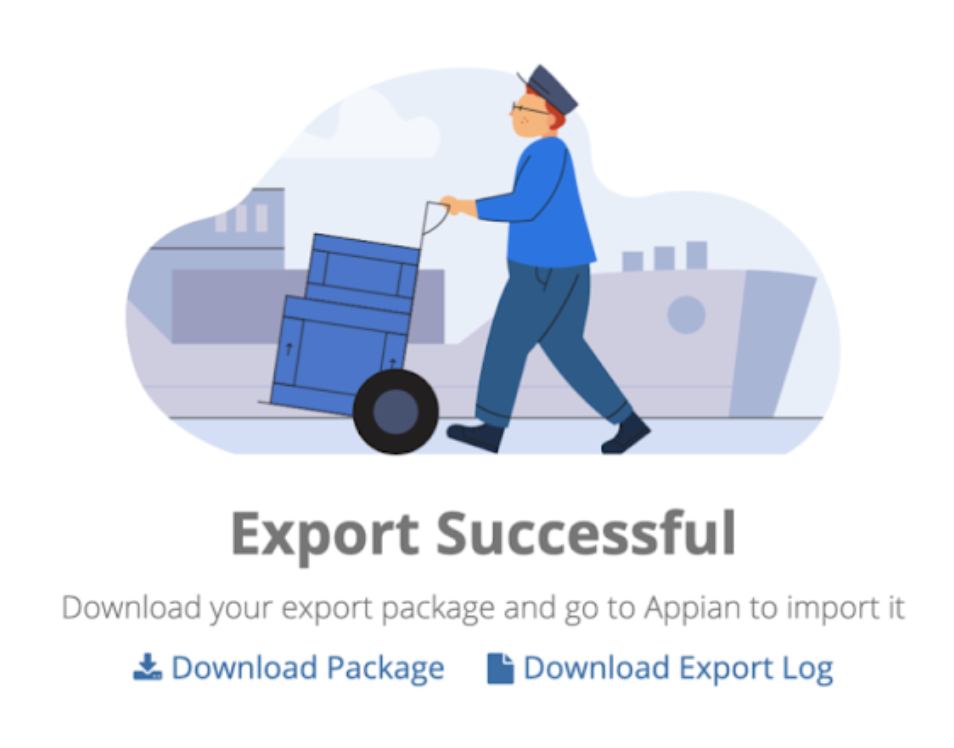 Export Successful
Download your export package and go to Appian to import it
Download Package Download Export Log